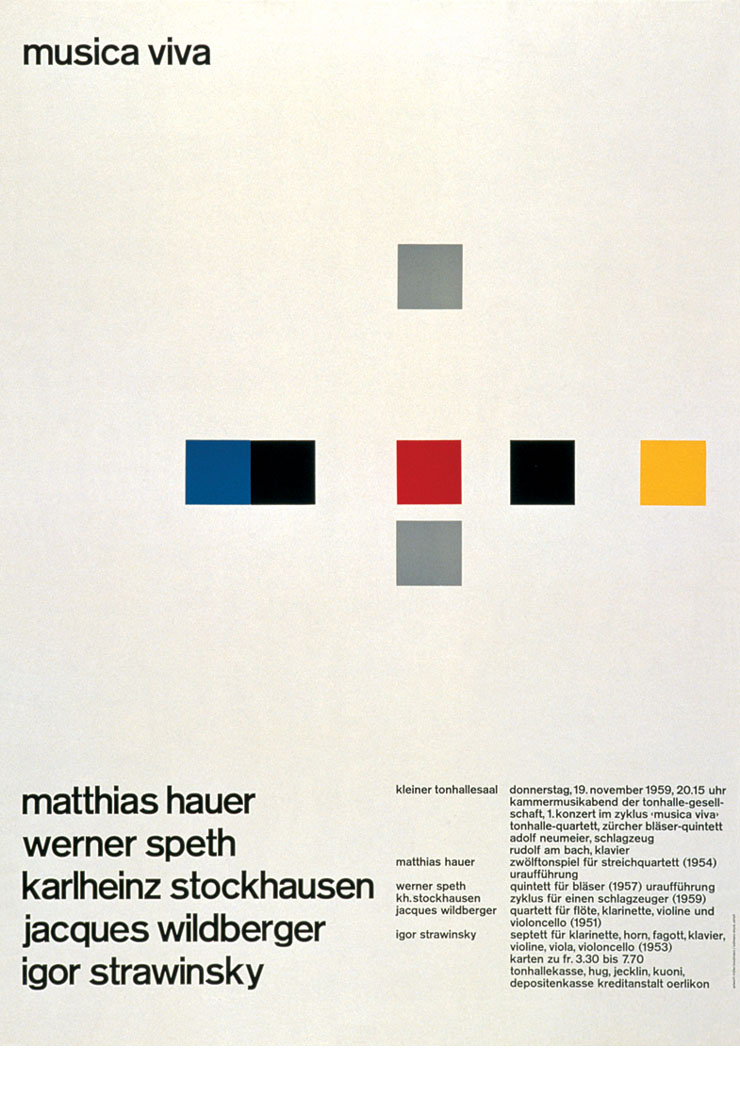 musica viva
matthias hauer
werner speth
karlheinz stockhausen
jacques wildberger
igor strawinsky
kleiner tonhallesaal donnerstag, 19. november 1959, 20.15 uhr
kammermusikabend der tonhalle-gesell-
schaft, 1. konzert im zyklus ‹musica viva›
tonhalle-quartett, zürcher bläser-quintett
adolf neumeier, schlagzeug
rudolf am bach, klavier
matthias hauer zwölftonspiel für streichquartett (1954)
uraufführung
werner speth quintett für bläser (1957) uraufführung
kh. stockhausen zyklus für einen schlagzeuger (1959)
jacques wildberger quartett für flöte, klarinette, violine und
violoncello (1951)
igor strawinsky septett für klarinette, horn, fagott, klavier,
violine, viola, violoncello (1953)
karten zu fr. 3.30 bis 7.70
tonhallekasse, hug, jecklin, kuoni,
depositenkasse kreditanstalt oerlikon